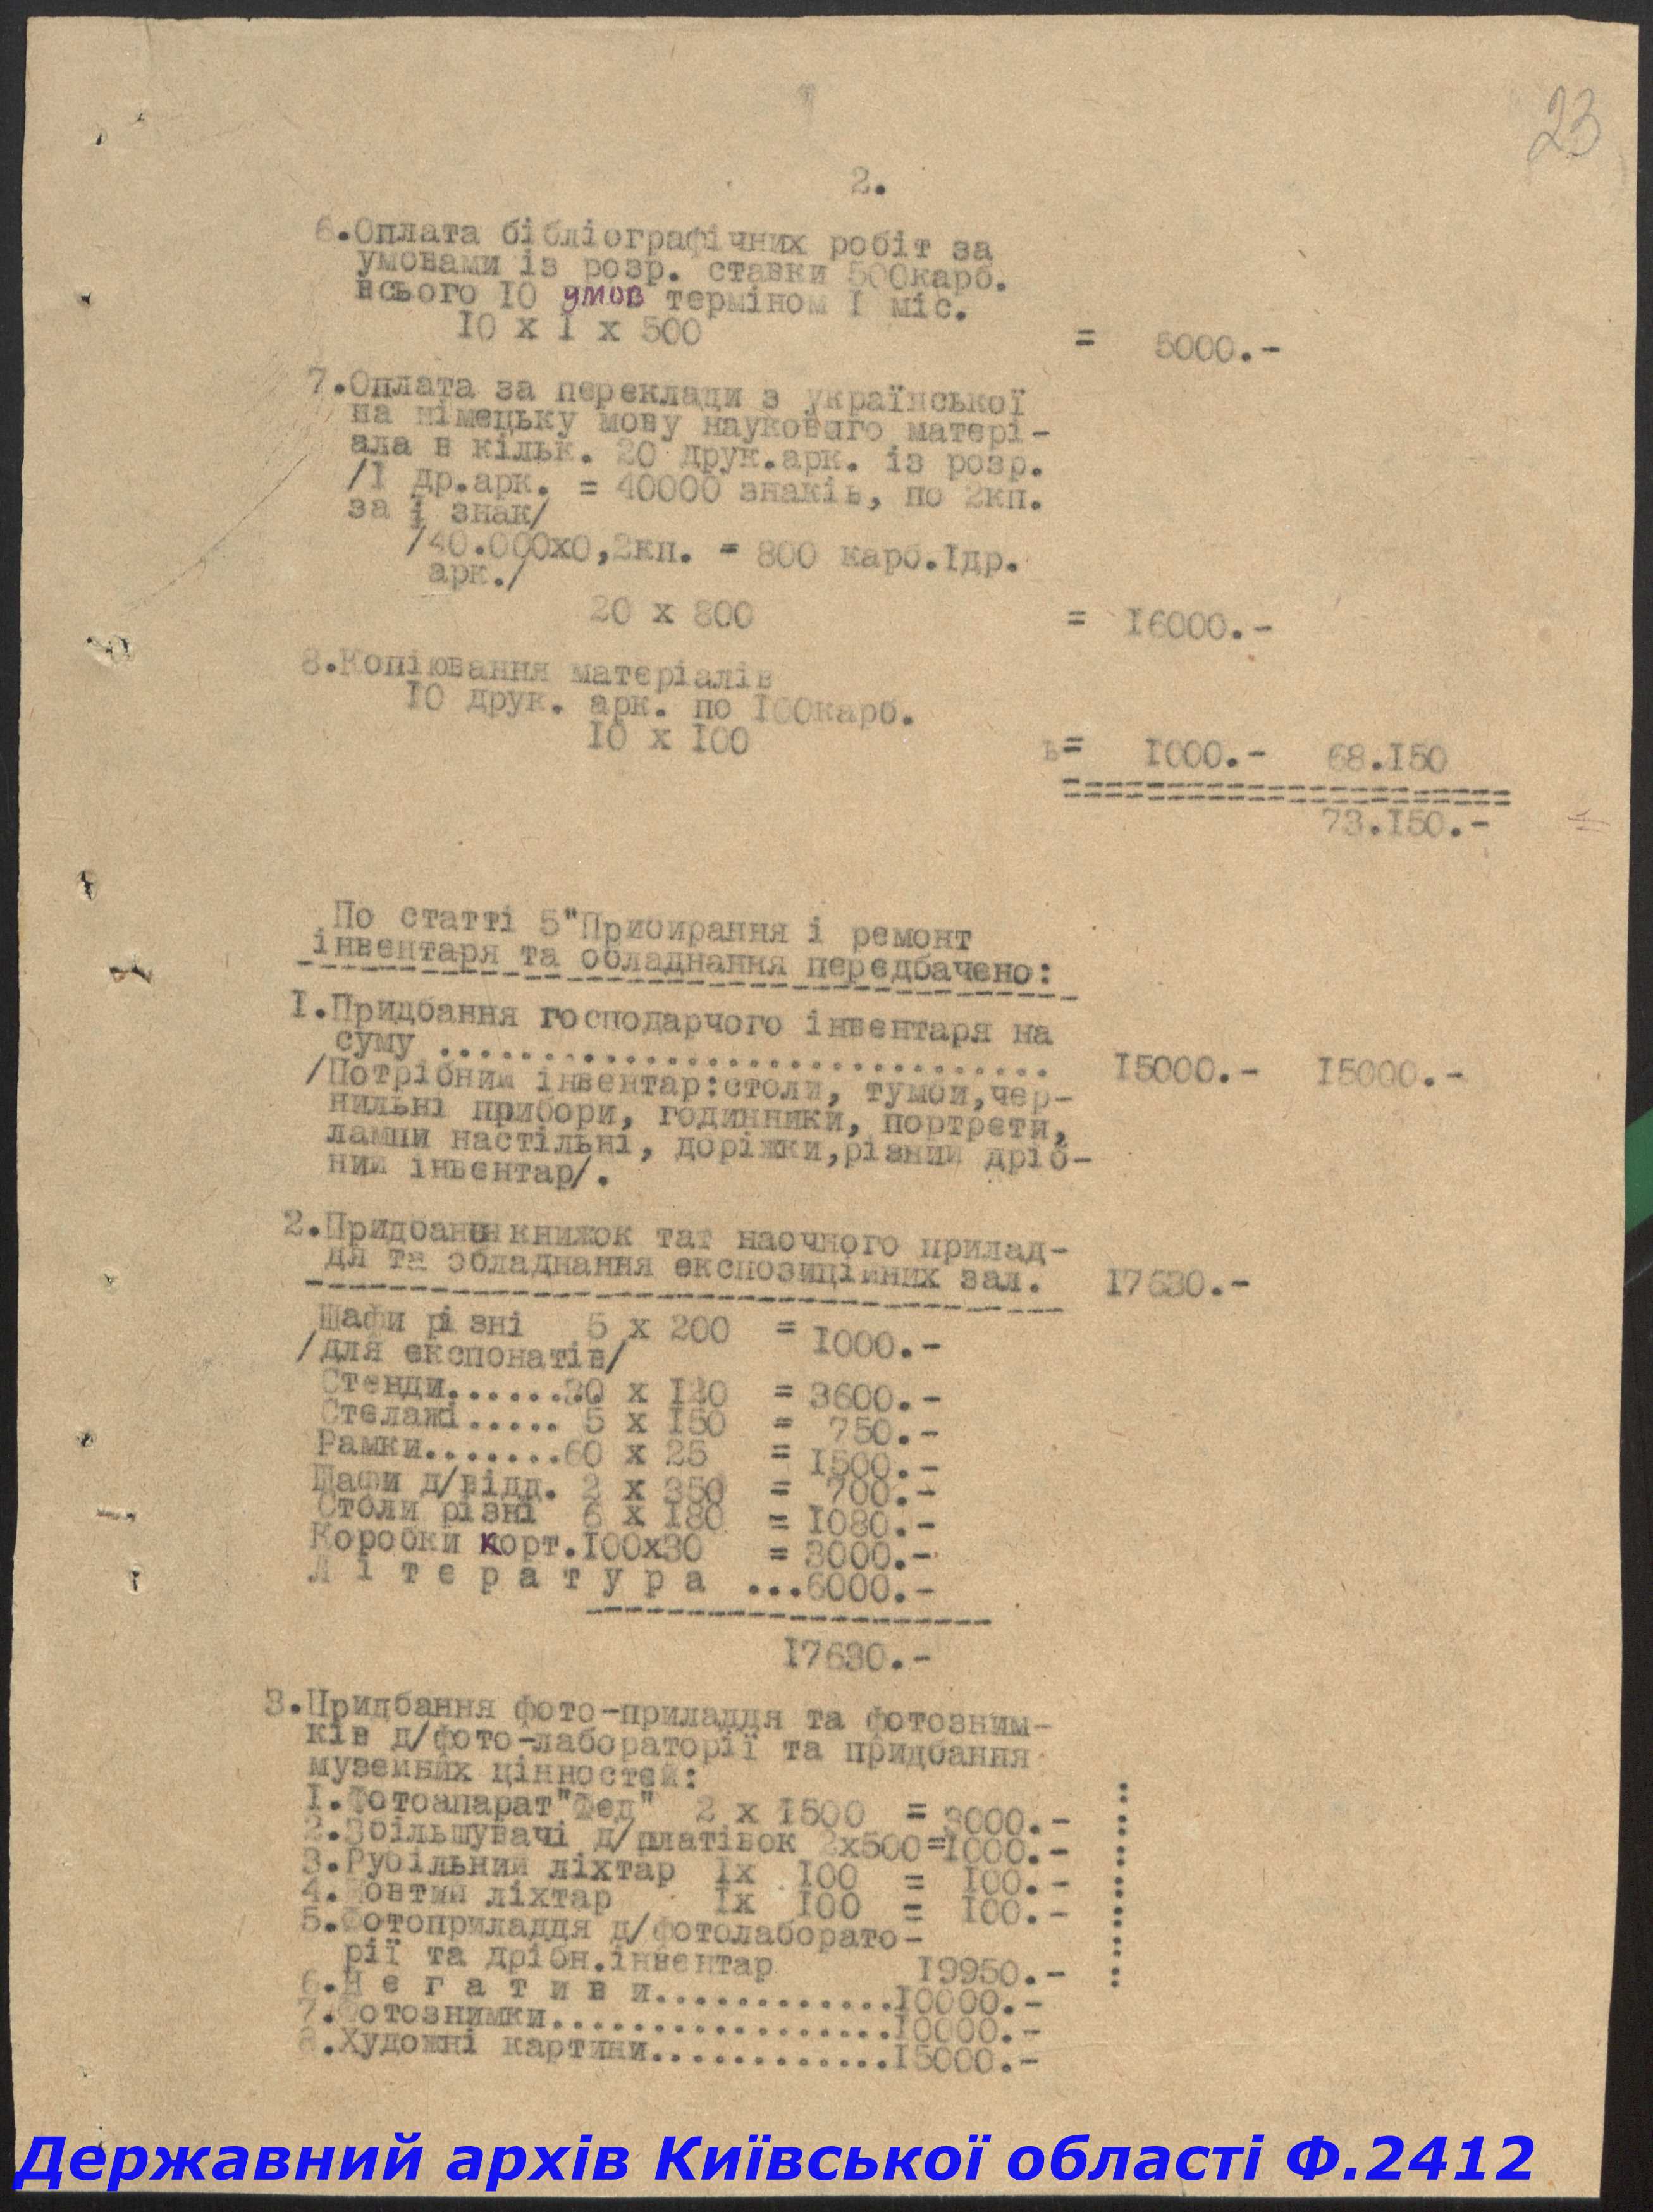 23
2.
6.Оплата бібліографічних робіт за
умовами із розр. ставки 500карб.
всього 10 умов терміном 1 міс.
10 х 1 х 500 = 5000.-
7.Оплата за переклади з української
на німецьку мову наукового матері-
ала в кільк. 20 друк.арк. із розр.
/1 др.арк. = 40000 знаків, по 2кп.
за 1 знак/
/40.000х0,2кп. = 800 карб.1др.
арк./
20 х 800 = 16000.-
8.Копіювання матеріалів
10 друк. арк. по 100карб.
10 х 100 = 1000.- 68.150
73.150.-
По статті 5"Прибирання і ремонт
інвентаря та обладнання передбачено:
1.Придбання господарчого інвентаря на
суму .............................. 15000.- 15000.-
/Потрібним інвентар:столи, тумби,чер-
нильні прибори, годинники, портрети,
лампи настільні, доріжки,різний дріб-
ний інвентар/.
2.Придбання книжок тат наочного прилад-
дя та обладнання експозиційних зал. 17630.-
Шафи різні 5 х 200 = 1000.-
/для експонатів/
Стенди........30 х 120 = 3600.-
Стелажі..... 5 х 150 = 750.-
Рамки.......60 х 25 = 1500.-
Шафи д/відд. 2 х 350 = 700.-
Столи різні 6 х 180 = 1080.-
Коробки корт.100х30 = 3000.-
Л і т е р а т у р а ...6000.-
17630.-
3.Придбання фото-приладдя та фотозним-
ків д/фото-лабораторії та придбання
музейних цінностей:
1.Фотоапарат"Фед" 2 х 1500 = 3000.-
2.Збільшувачі д/платівок 2х500=1000.-
3.Рубільний ліхтар 1х 100 = 100.-
4.Жовтий ліхтар 1х 100 = 100.-
5.Фотоприладдя д/фотолаборато-
рії та дрібн.інвентар 19950.-
6.Н е г а т и в и............10000.-
7.Фотознимки.................10000.-
8.Художні картини............15000.-
Державний архів Київської області Ф.2412